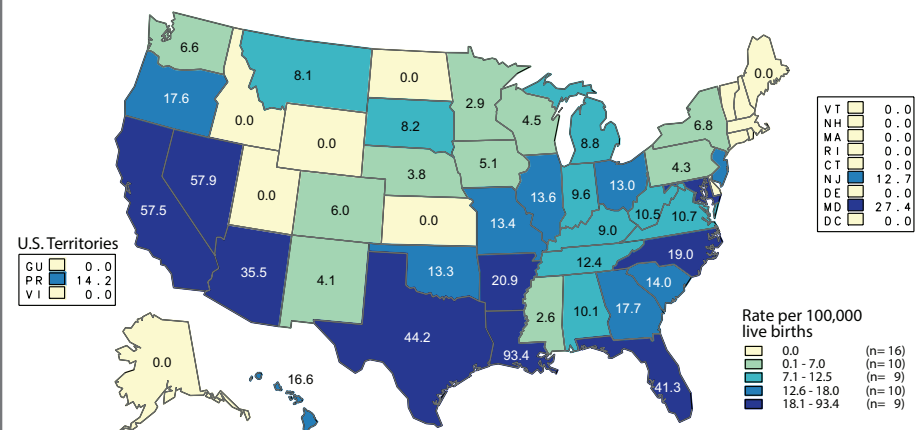 6.6
8.1
0.0
2.9
0.0
17.6
0.0
8.2
4.5
6.8
0.0
8.8
4.3
57.9
57.5
0.0
6.0
3.8
5.1
13.6
9.6
13.0
10.5
10.7
0.0
13.4
9.0
19.0
35.5
4.1
13.3
20.9
12.4
14.0
44.2
93.4
2.6
10.1
17.7
41.3
0.0
16.6
VT 0.0
NH 0.0
MA 0.0
RI 0.0
CT 0.0
NJ 12.7
DE 0.0
MD 27.4
DC 0.0
U.S. Territories
GU 0.0
PR 14.2
VI 0.0
Rate per 100,000
live births
0.0 (n= 16)
0.1 - 7.0 (n= 10)
7.1 - 12.5 (n= 9)
12.6 - 18.0 (n= 10)
18.1 - 93.4 (n= 9)